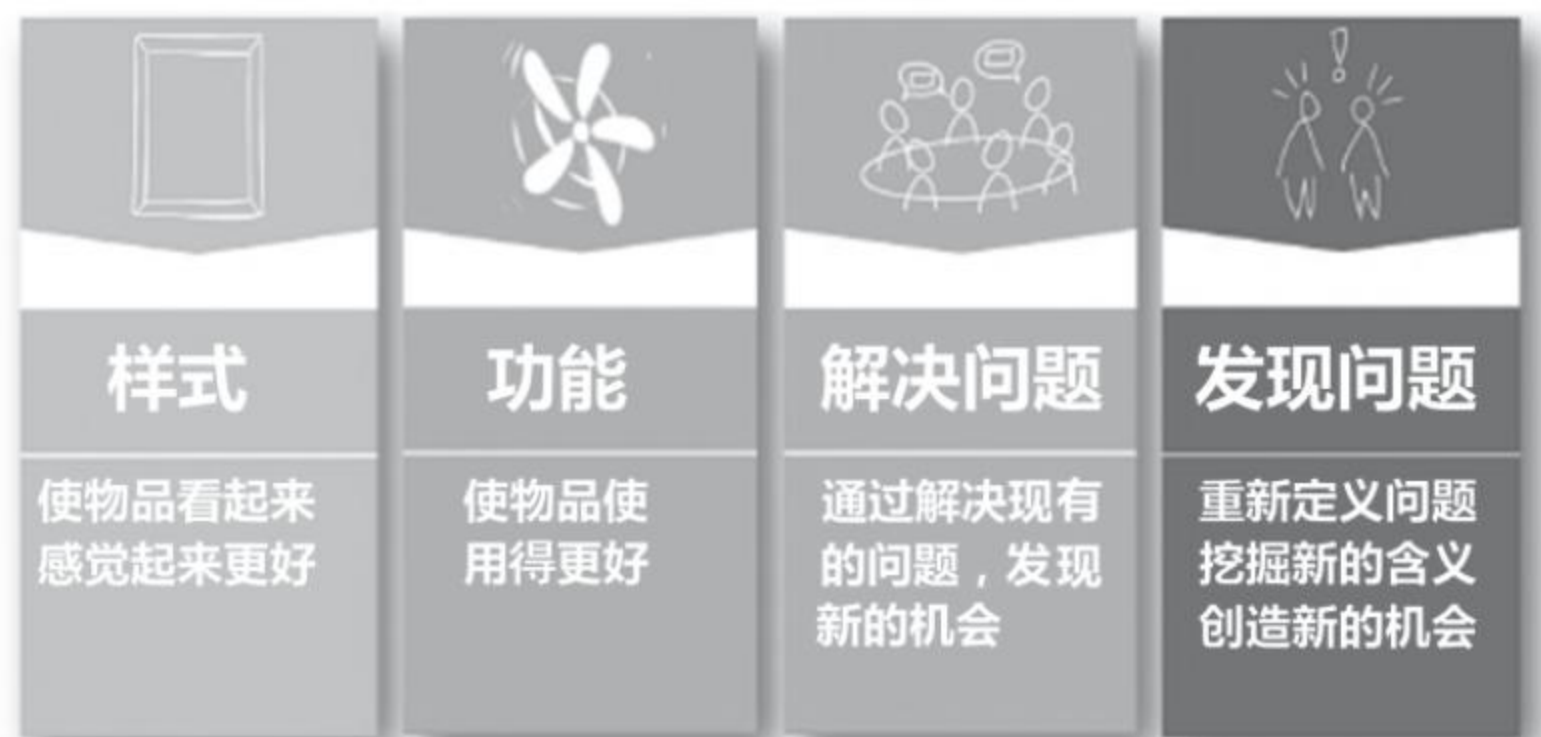 样式
使物品看起来
感觉起来更好
功能
使物品使
用得更好
解决问题
通过解决现有
的问题，发现
新的机会
发现问题
重新定义问题
挖掘新的含义
创造新的机会